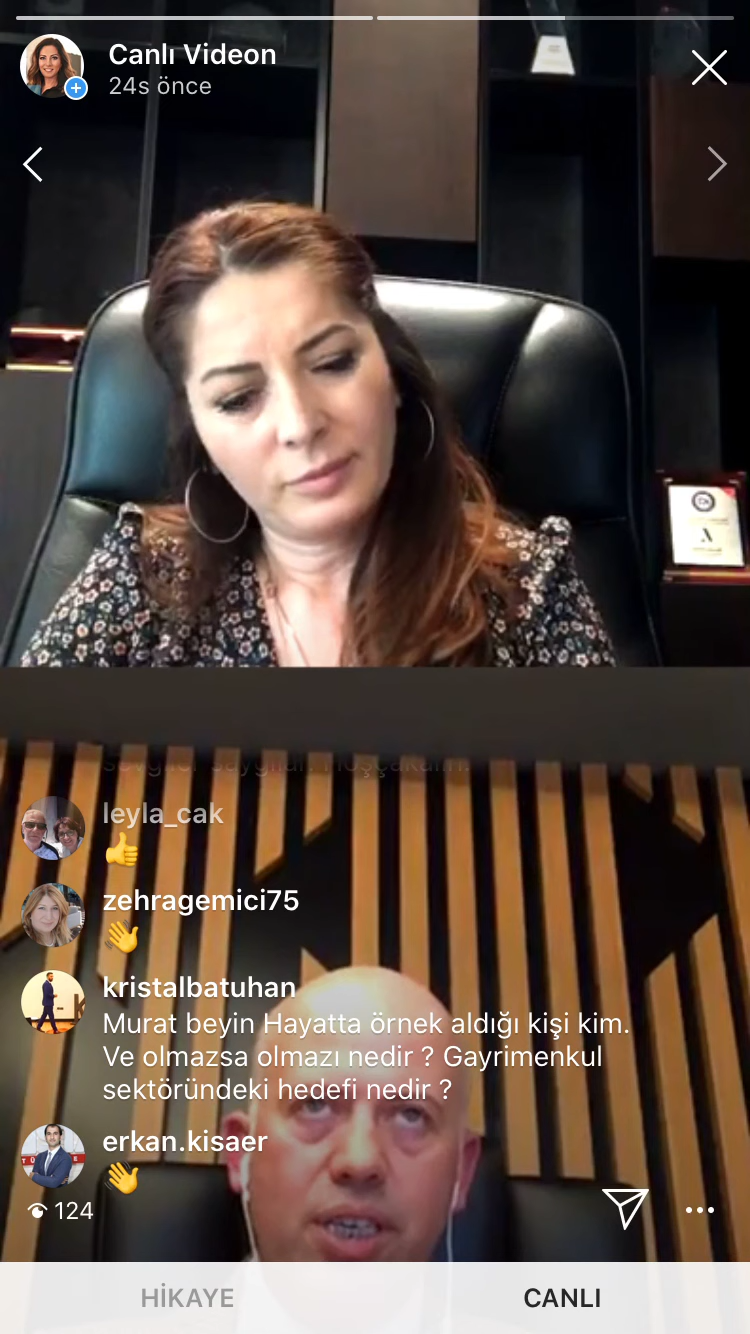 Canlı Videon
24s önce
leyla_cak
👍
zehragemici75
👋
kristalbatuhan
Murat beyin Hayatta örnek aldığı kişi kim.
Ve olmazsa olmazı nedir ? Gayrimenkul
sektöründeki hedefi nedir ?
erkan.kisaer
👋
124
HİKAYE
CANLI